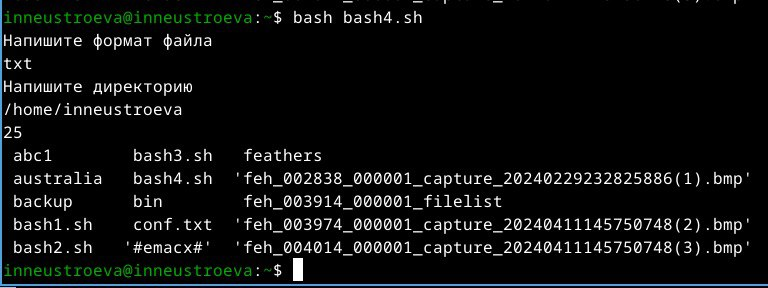 inneustroeva@inneustroeva:~$ bash bash4.sh
Напишите формат файла
txt
Напишите директорию
/home/inneustroeva
25
abc1 bash3.sh feathers
australia bash4.sh 'feh_002838_000001_capture_20240229232825886(1).bmp'
backup bin feh_003914_000001_filelist
bash1.sh conf.txt 'feh_003974_000001_capture_20240411145750748(2).bmp'
bash2.sh '#emacx#' 'feh_004014_000001_capture_20240411145750748(3).bmp'
inneustroeva@inneustroeva:~$